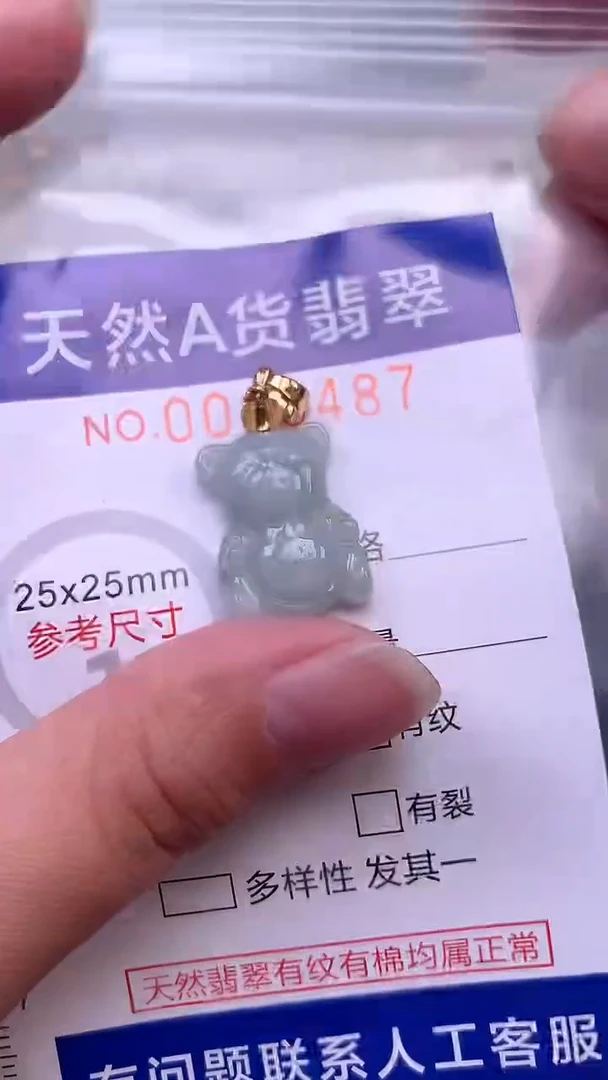 天然A货翡翠
NO.00 487
25x25mm
参考尺寸
格
有纹
有裂
多样性 发其一
天然翡翠有纹有棉均属正常
有问题联系人工客服